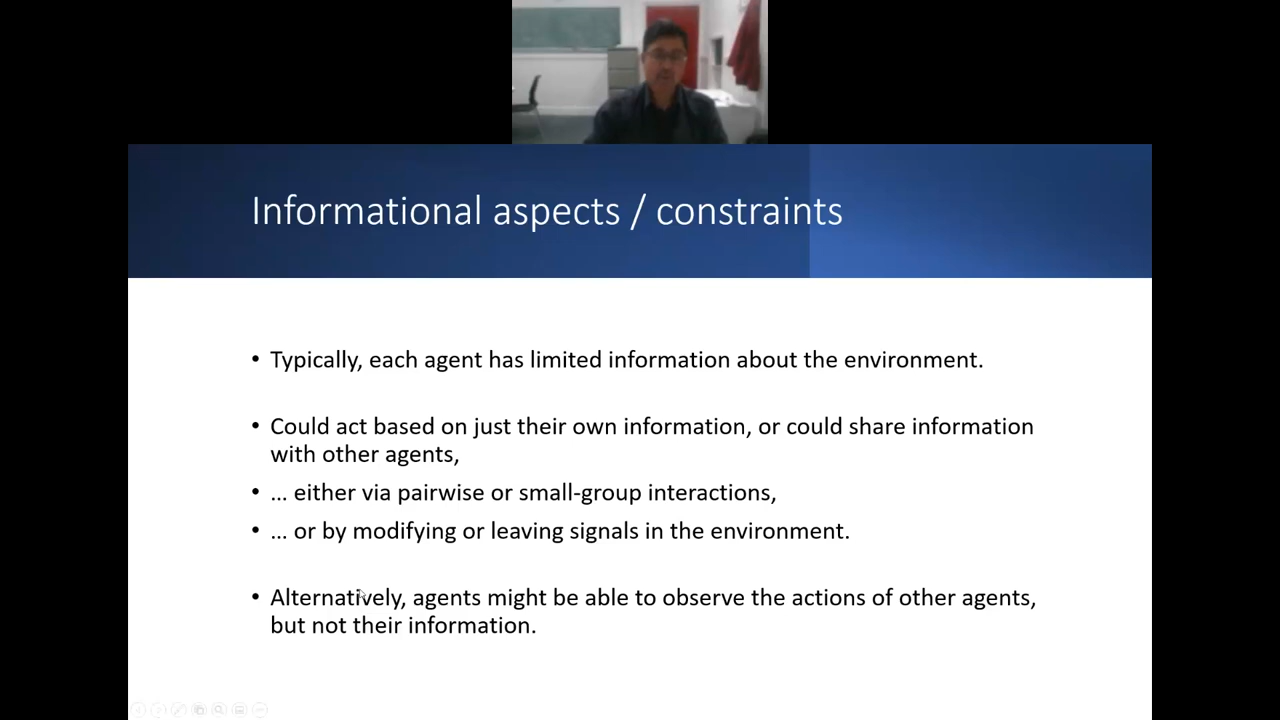 Informational aspects / constraints
• Typically, each agent has limited information about the environment.
• Could act based on just their own information, or could share information
with other agents,
• ... either via pairwise or small-group interactions,
• ... or by modifying or leaving signals in the environment.
• Alternatively, agents might be able to observe the actions of other agents,
but not their information.